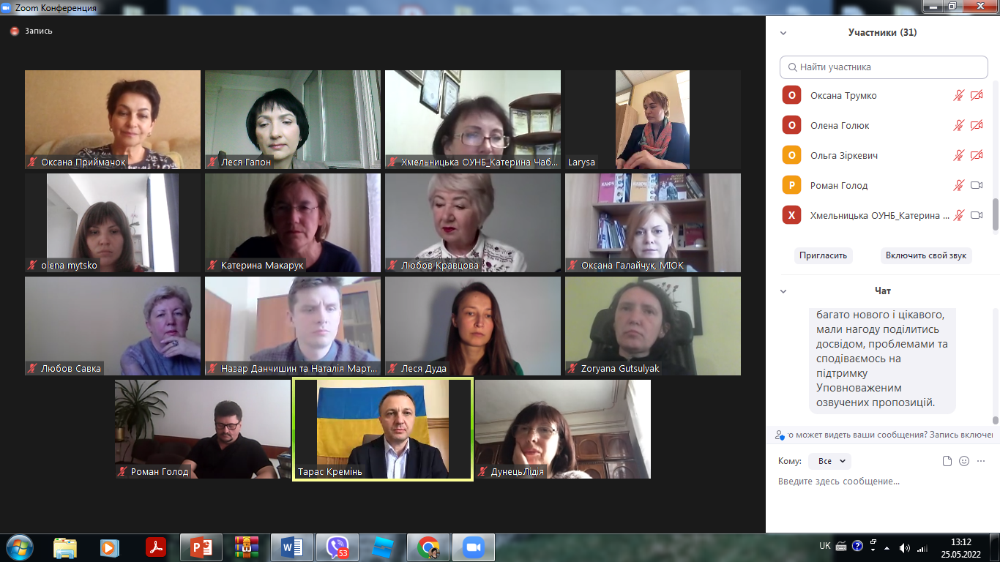 Zoom Конференция
Запись
Оксана Приймачок
Леся Гапон
Хмельницька ОУНБ_Катерина Чаб...
Larysa
olena mytsko
Катерина Макарук
Любов Кравцова
Оксана Галайчук, МІОК
Любов Савка
Назар Данчишин та Наталія Март...
Леся Дуда
Zoryana Gutsulyak
Роман Голод
Тарас Кремінь
ДунецьЛідія
Участники (31)
Найти участника
О Оксана Трумко
О Олена Голюк
О Ольга Зіркевич
Р Роман Голод
Х Хмельницька ОУНБ_Катерина ...
Пригласить
Включить свой звук
Чат
багато нового і цікавого,
мали нагоду поділитись
досвідом, проблемами та
сподіваємось на
підтримку
Уповноваженим
озвучених пропозицій.
то может видеть ваши сообщения? Запись включен
Кому: Все
Введите здесь сообщение...
53
UK
13:12
25.05.2022